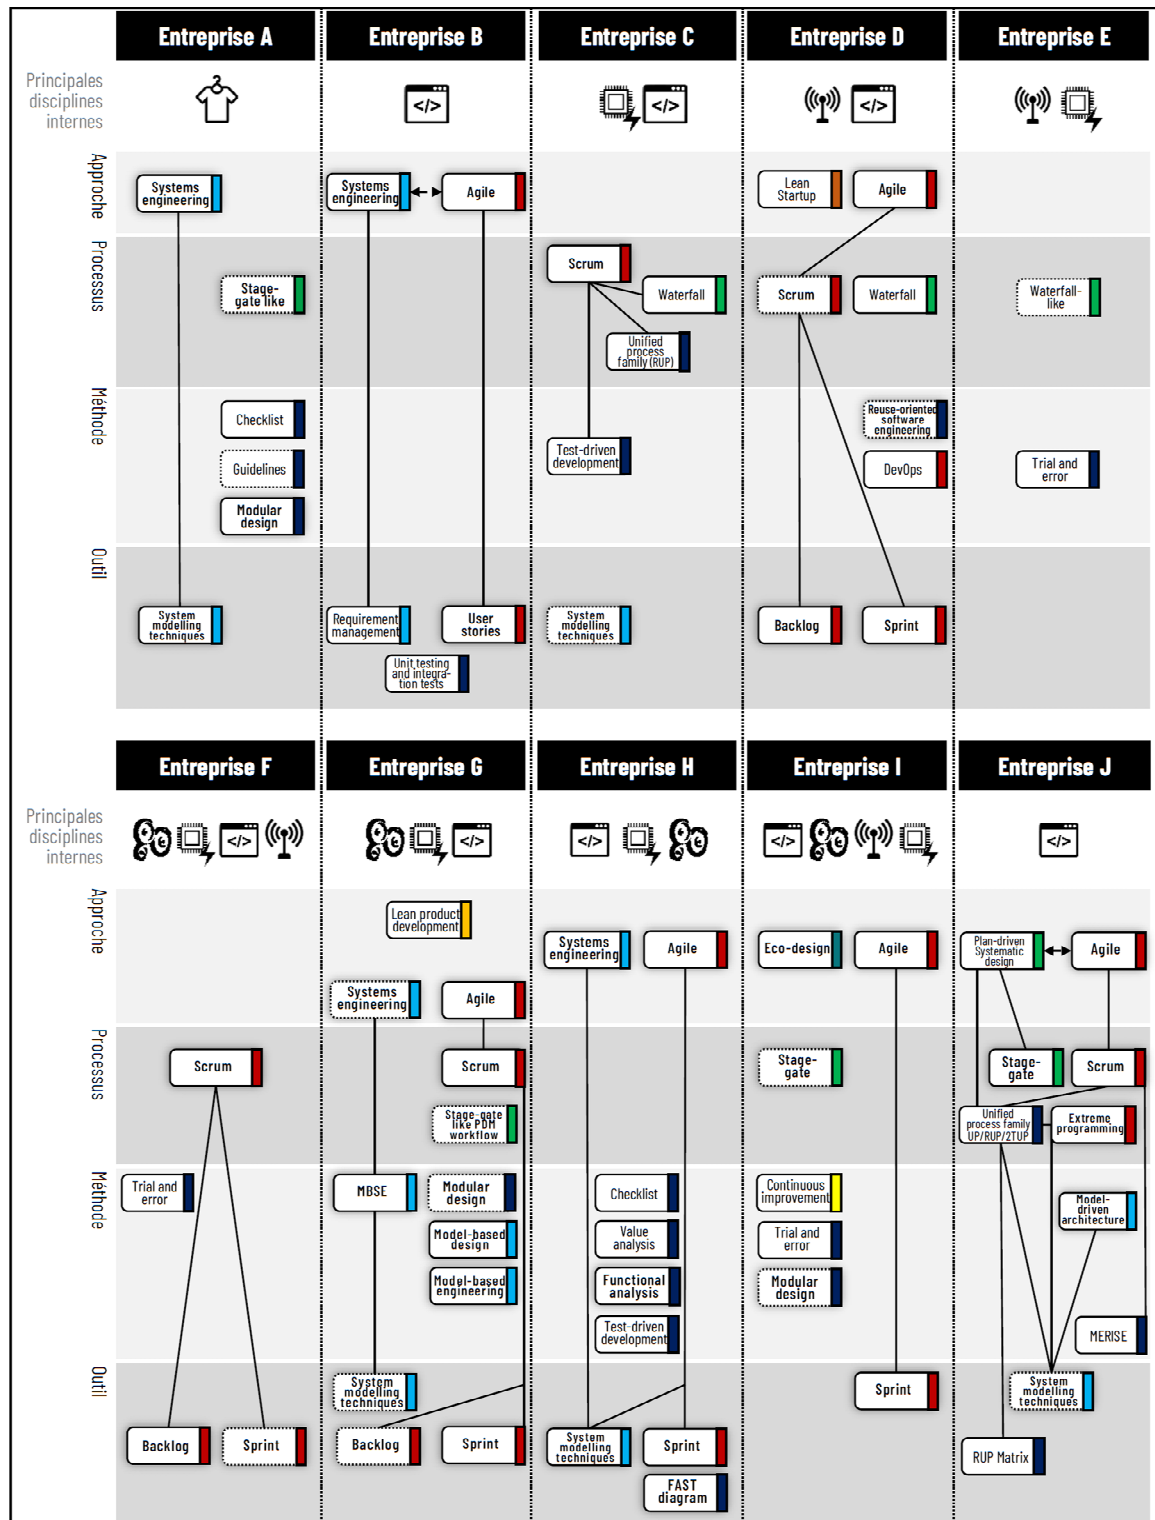 Entreprise A
Entreprise B
Entreprise C
Entreprise D
Entreprise E
Principales
disciplines
internes
</>
</>
</>
Approche
Systems
engineering
Systems
engineering
Agile
Lean
Startup
Agile
Processus
Stage-
gate like
Scrum
Waterfall
Unified
process
family (RUP)
Scrum
Waterfall
Waterfall-
like
Méthode
Checklist
Guidelines
Modular
design
Test-driven
development
Reuse-oriented
software
engineering
DevOps
Trial and
error
Outil
System
modelling
techniques
Requirement
management
User
stories
Unit testing
and integra-
tion tests
System
modelling
techniques
Backlog
Sprint
Entreprise F
Entreprise G
Entreprise H
Entreprise I
Entreprise J
Principales
disciplines
internes
</>
</>
</>
</>
</>
Approche
Lean product
development
Systems
engineering
Agile
Systems
engineering
Agile
Eco-design
Agile
Plan-driven
Systematic
design
Agile
Processus
Scrum
Scrum
Stage-gate
like PDM
workflow
Stage-
gate
Stage-
gate
Scrum
Unified
process family
UP/RUP/2TUP
Extreme
programming
Méthode
Trial and
error
MBSE
Modular
design
Model-based
design
Model-based
engineering
Checklist
Value
analysis
Functional
analysis
Test-driven
development
Continuous
improvement
Trial and
error
Modular
design
Model-
driven
architecture
MERISE
Outil
Backlog
Sprint
System
modelling
techniques
Backlog
Sprint
System
modelling
techniques
Sprint
FAST
diagram
Sprint
System
modelling
techniques
RUP Matrix